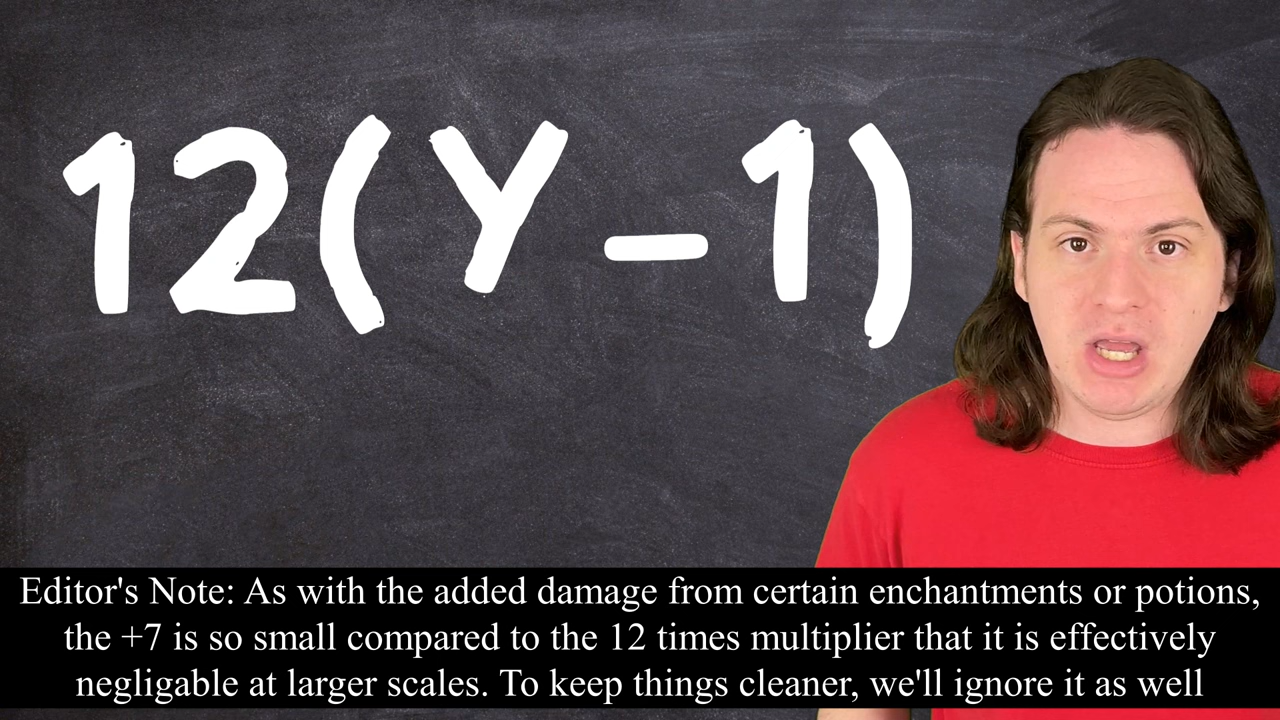 12(Y-1)
Editor's Note: As with the added damage from certain enchantments or potions,
the +7 is so small compared to the 12 times multiplier that it is effectively
negligable at larger scales. To keep things cleaner, we'll ignore it as well